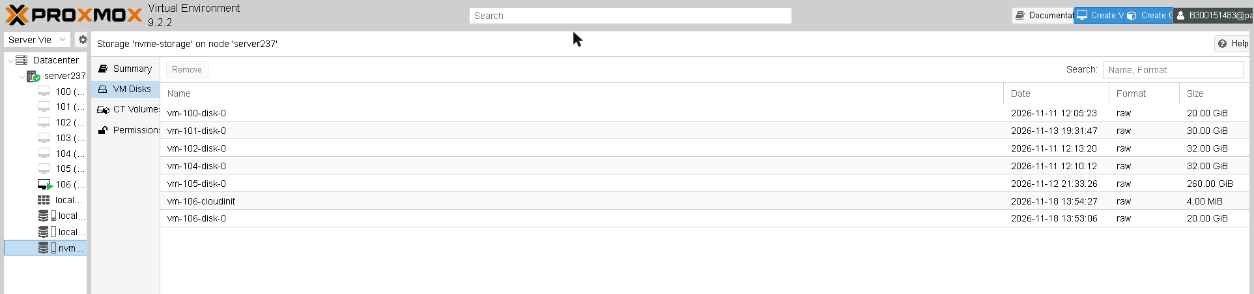 PROXMOX Virtual Environment
9.2.2
Search
Documentat
Create V
Create C
B300151483@pa
Server Vie
Storage 'nvme-storage' on node 'server237'
Help
Datacenter
server237
100 (...
101 (...
102 (...
103 (...
104 (...
105 (...
106 (...
local...
local...
local...
nvm...
Summary
VM Disks
CT Volumes
Permissions
Remove
Search:
Name, Format
Name Date Format Size
vm-100-disk-0 2026-11-11 12:05:23 raw 20.00 GiB
vm-101-disk-0 2026-11-13 19:31:47 raw 30.00 GiB
vm-102-disk-0 2026-11-11 12:13:20 raw 32.00 GiB
vm-104-disk-0 2026-11-11 12:10:12 raw 32.00 GiB
vm-105-disk-0 2026-11-12 21:33:26 raw 260.00 GiB
vm-106-cloudinit 2026-11-18 13:54:27 raw 4.00 MiB
vm-106-disk-0 2026-11-18 13:53:06 raw 20.00 GiB